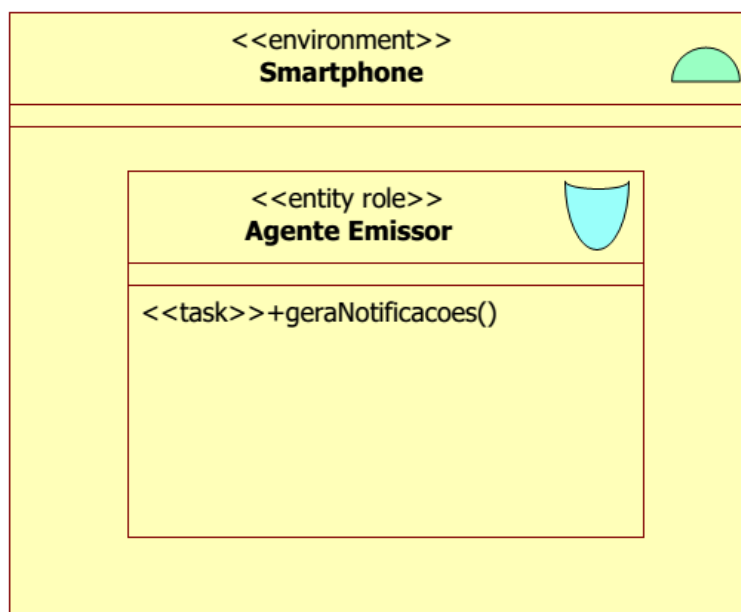 <<environment>>
Smartphone
<<entity role>>
Agente Emissor
<<task>>+geraNotificacoes()